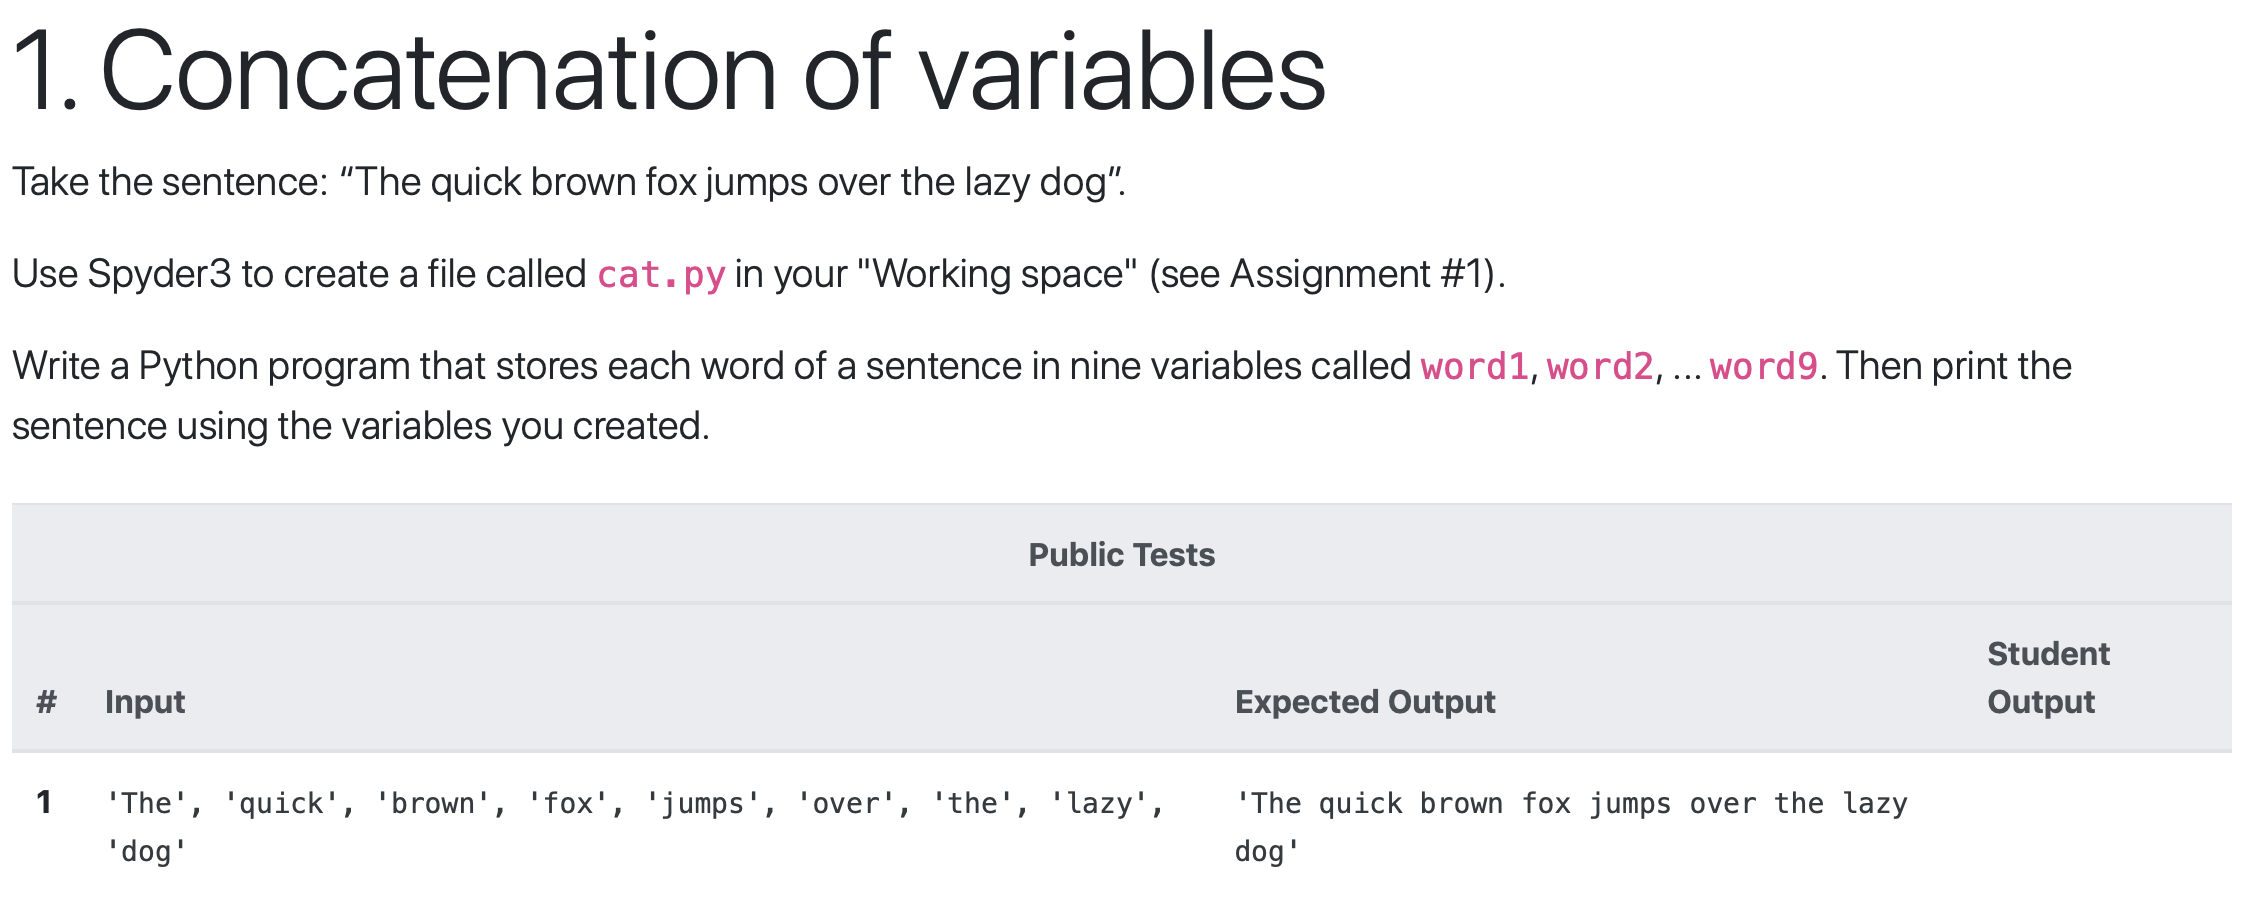 1. Concatenation of variables
Take the sentence: “The quick brown fox jumps over the lazy dog”.
Use Spyder3 to create a file called cat.py in your "Working space" (see Assignment #1).
Write a Python program that stores each word of a sentence in nine variables called word1, word2, ... word9. Then print the
sentence using the variables you created.
Public Tests
# Input Expected Output Student
Output
1 'The', 'quick', 'brown', 'fox', 'jumps', 'over', 'the', 'lazy', 'The quick brown fox jumps over the lazy
'dog' dog'